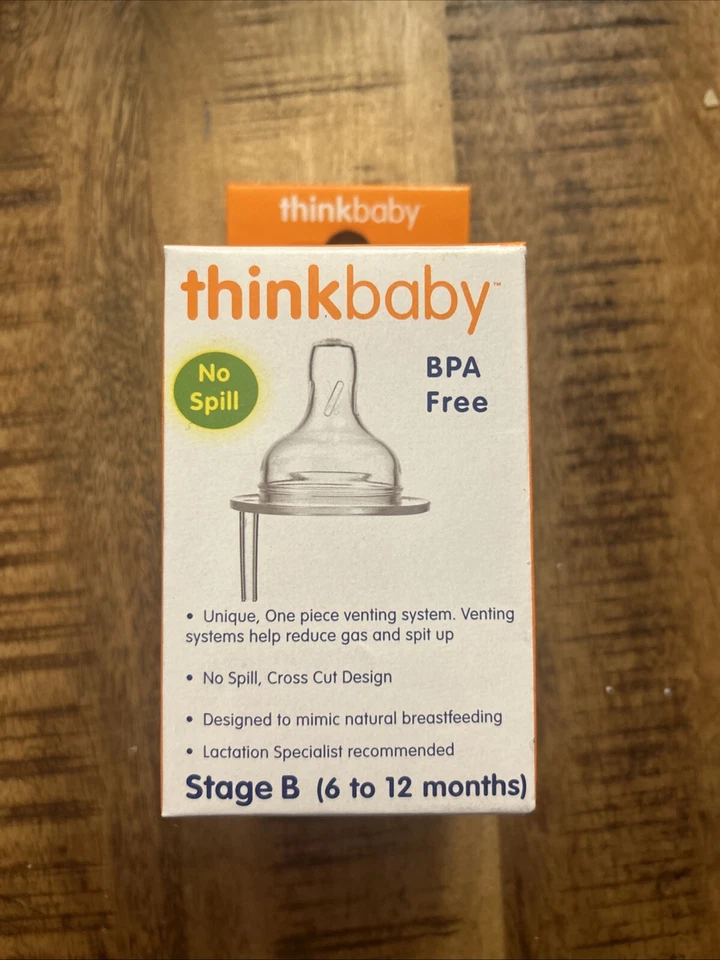 thinkbaby
thinkbaby™
No
Spill
BPA
Free
• Unique, One piece venting system. Venting
systems help reduce gas and spit up
• No Spill, Cross Cut Design
• Designed to mimic natural breastfeeding
• Lactation Specialist recommended
Stage B (6 to 12 months)